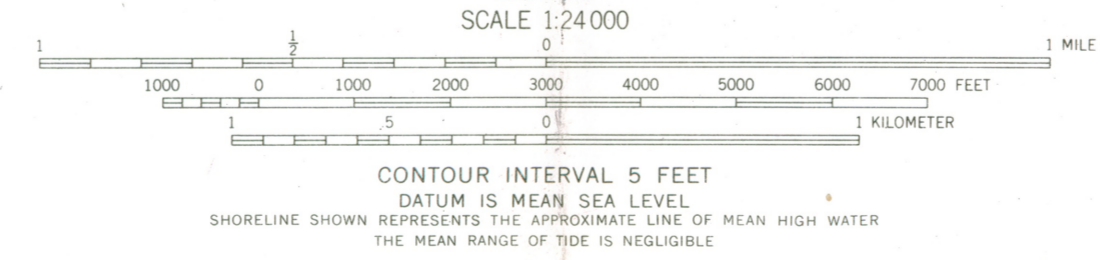 SCALE 1:24 000
1 1/2 0 1 MILE
1000 0 1000 2000 3000 4000 5000 6000 7000 FEET
1 .5 0 1 KILOMETER
CONTOUR INTERVAL 5 FEET
DATUM IS MEAN SEA LEVEL
SHORELINE SHOWN REPRESENTS THE APPROXIMATE LINE OF MEAN HIGH WATER
THE MEAN RANGE OF TIDE IS NEGLIGIBLE